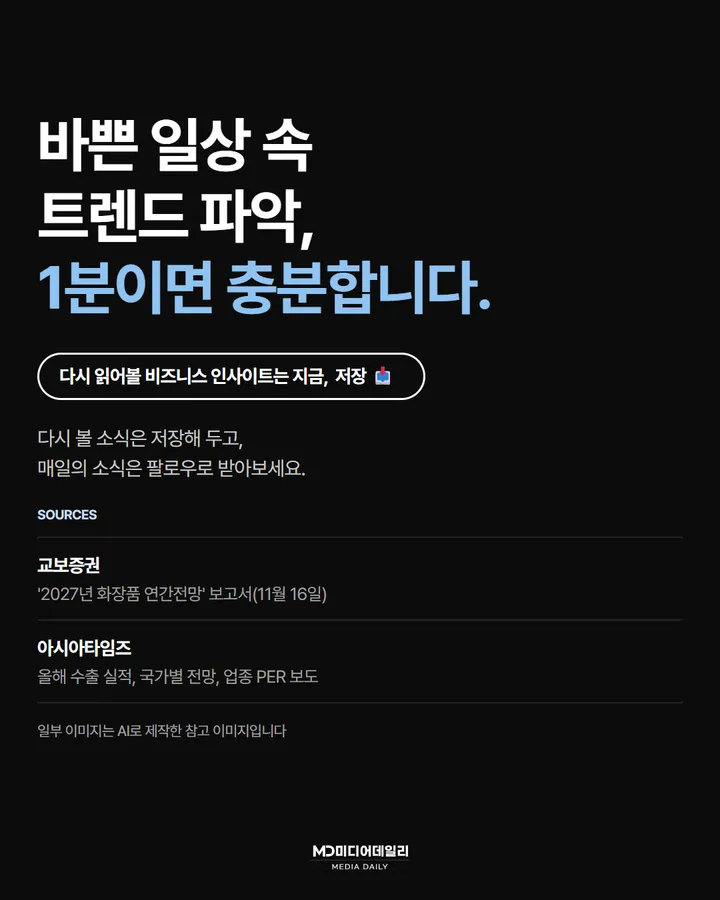 바쁜 일상 속
트렌드 파악,
1분이면 충분합니다.
다시 읽어볼 비즈니스 인사이트는 지금, 저장
다시 볼 소식은 저장해 두고,
매일의 소식은 팔로우로 받아보세요.
SOURCES
교보증권
'2027년 화장품 연간전망' 보고서(11월 16일)
아시아타임즈
올해 수출 실적, 국가별 전망, 업종 PER 보도
일부 이미지는 AI로 제작한 참고 이미지입니다
MD미디어데일리
MEDIA DAILY